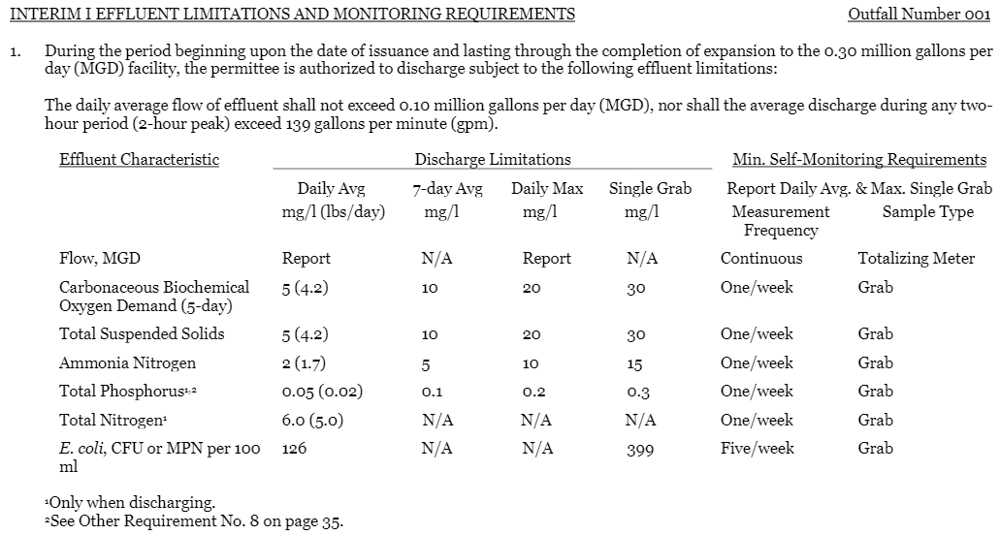 INTERIM I EFFLUENT LIMITATIONS AND MONITORING REQUIREMENTS Outfall Number 001
1. During the period beginning upon the date of issuance and lasting through the completion of expansion to the 0.30 million gallons per
day (MGD) facility, the permittee is authorized to discharge subject to the following effluent limitations:
The daily average flow of effluent shall not exceed 0.10 million gallons per day (MGD), nor shall the average discharge during any two-
hour period (2-hour peak) exceed 139 gallons per minute (gpm).
Effluent Characteristic Discharge Limitations Min. Self-Monitoring Requirements
Daily Avg 7-day Avg Daily Max Single Grab Report Daily Avg. & Max. Single Grab
mg/l (lbs/day) mg/l mg/l mg/l Measurement Sample Type
Frequency
Flow, MGD Report N/A Report N/A Continuous Totalizing Meter
Carbonaceous Biochemical 5 (4.2) 10 20 30 One/week Grab
Oxygen Demand (5-day)
Total Suspended Solids 5 (4.2) 10 20 30 One/week Grab
Ammonia Nitrogen 2 (1.7) 5 10 15 One/week Grab
Total Phosphorus¹,² 0.05 (0.02) 0.1 0.2 0.3 One/week Grab
Total Nitrogen¹ 6.0 (5.0) N/A N/A N/A One/week Grab
E. coli, CFU or MPN per 100 126 N/A N/A 399 Five/week Grab
ml
¹Only when discharging.
²See Other Requirement No. 8 on page 35.